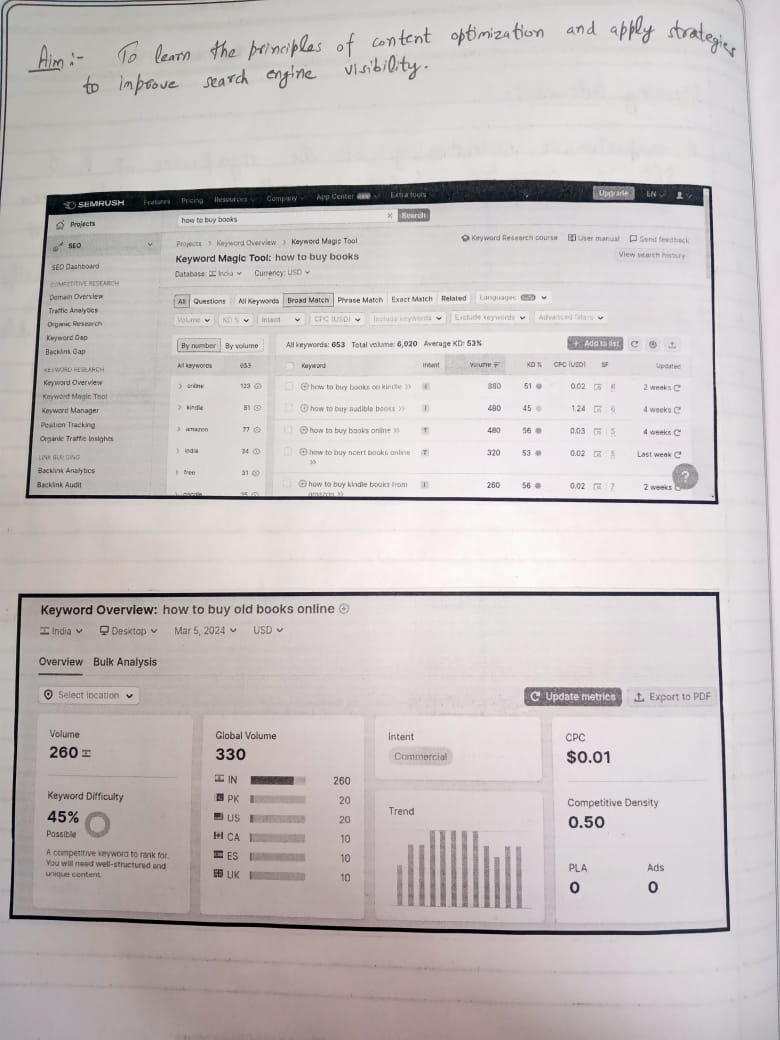 Aim :- To learn the principles of content optimization and apply strategies
to improve search engine visibility.
SEMRUSH Features Pricing Resources Company App Center Extra tools Upgrade EN
Projects how to buy books × Search
SEO Projects > Keyword Overview > Keyword Magic Tool Keyword Research course User manual Send feedback
Keyword Magic Tool: how to buy books View search history
SEO Dashboard Database: India Currency: USD
COMPETITIVE RESEARCH
Domain Overview All Questions All Keywords Broad Match Phrase Match Exact Match Related Languages
Traffic Analytics
Organic Research Volume KD % Intent CPC (USD) Include keywords Exclude keywords Advanced filters
Keyword Gap
Backlink Gap By number By volume All keywords: 653 Total volume: 6,020 Average KD: 53% + Add to list
KEYWORD RESEARCH All keywords 653 Keyword Intent Volume KD % CPC (USD) SF Updated
Keyword Overview > online 123 how to buy books on kindle >> I 880 51 0.02 2 weeks
Keyword Magic Tool
Keyword Manager > kindle 81 how to buy audible books >> I 480 45 1.24 6 4 weeks
Position Tracking > amazon 77 how to buy books online >> T 480 56 0.03 5 4 weeks
Organic Traffic Insights
LINK BUILDING > india 34 how to buy ncert books online >> T 320 53 0.02 Last week
Backlink Analytics > free 31
Backlink Audit how to buy kindle books from amazon >> I 260 56 0.02 7 2 weeks
> google
?
Keyword Overview: how to buy old books online
India Desktop Mar 5, 2024 USD
Overview Bulk Analysis
Select location Update metrics Export to PDF
Volume Global Volume Intent CPC
260 330 Commercial $0.01
IN 260
Keyword Difficulty PK 20 Trend Competitive Density
45% US 20 0.50
Possible CA 10
A competitive keyword to rank for. ES 10 PLA Ads
You will need well-structured and
unique content. UK 10 0 0